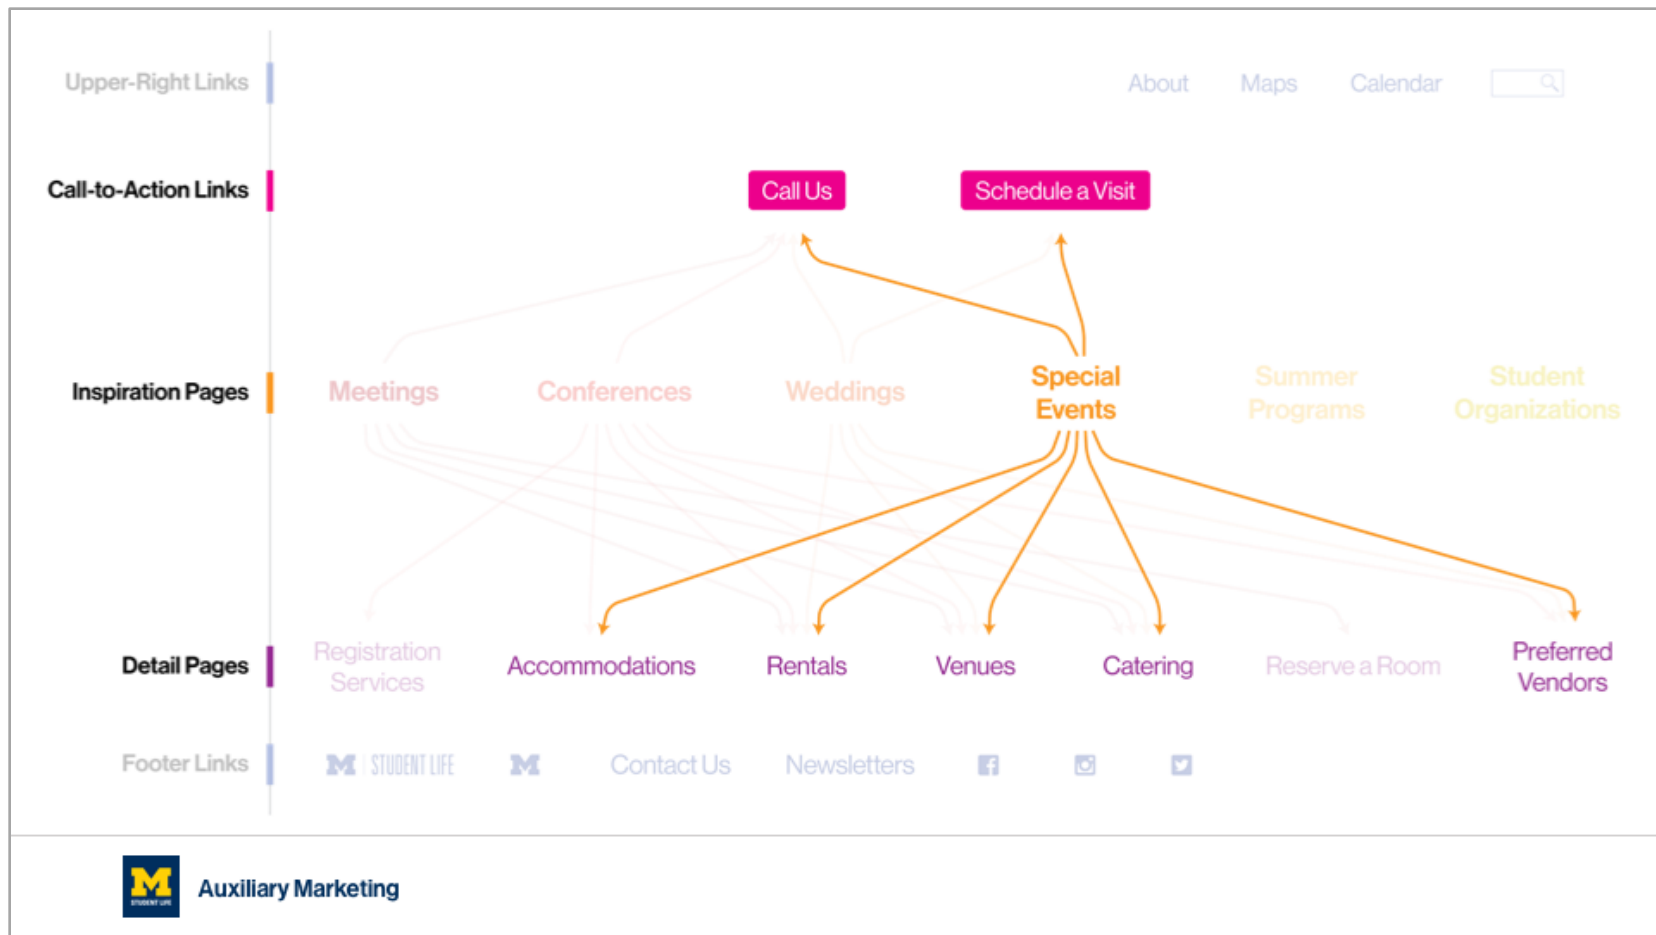 Upper-Right Links
About Maps Calendar
Call-to-Action Links
Call Us
Schedule a Visit
Inspiration Pages
Meetings
Conferences
Weddings
Special
Events
Summer
Programs
Student
Organizations
Detail Pages
Registration
Services
Accommodations
Rentals
Venues
Catering
Reserve a Room
Preferred
Vendors
Footer Links
M STUDENT LIFE
M
Contact Us
Newsletters
M
STUDENT LIFE
Auxiliary Marketing